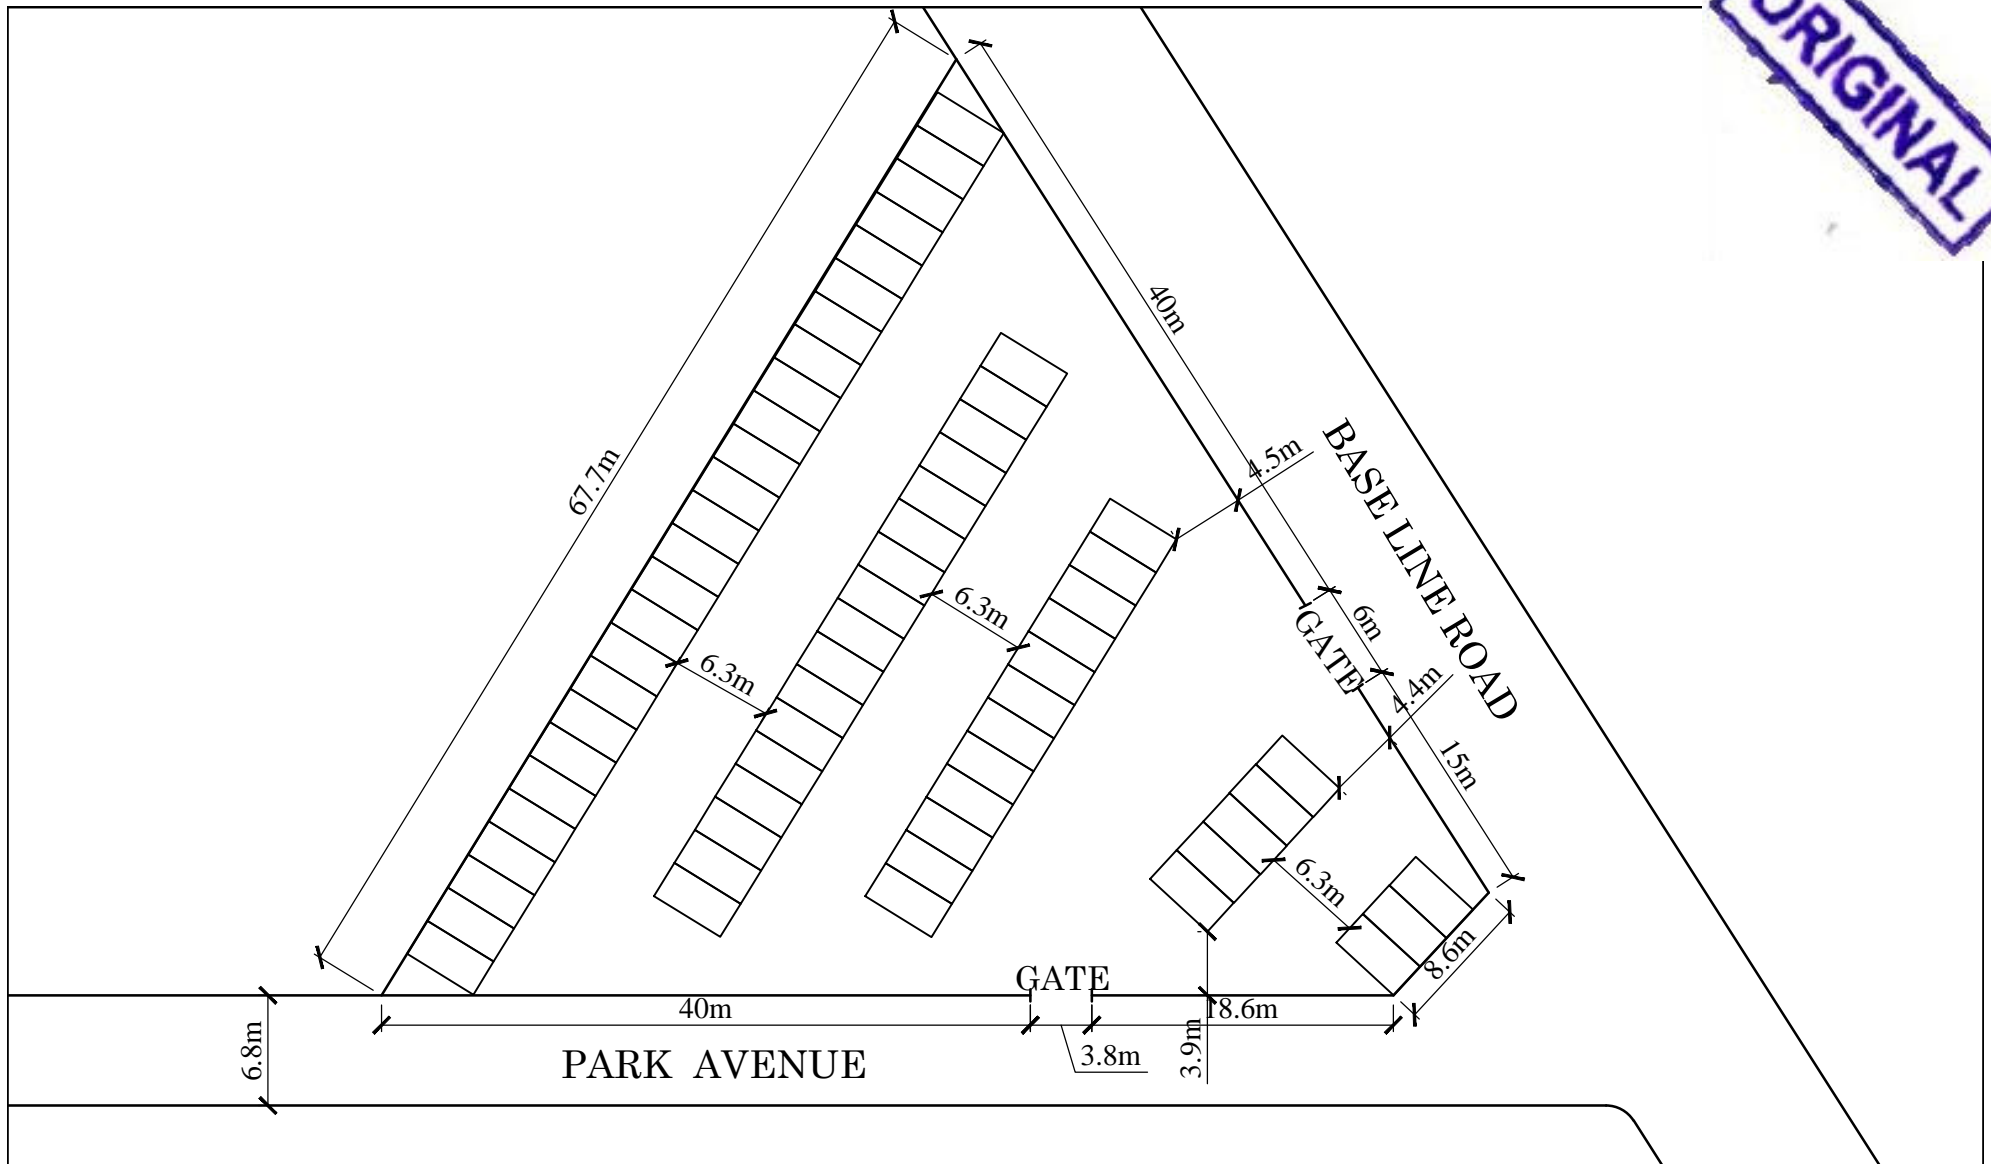 ORIGINAL
40m
67.7m
4.5m
BASE LINE ROAD
6.3m
6m
GATE
6.3m
4.4m
15m
6.3m
8.6m
GATE
40m
18.6m
6.8m
3.9m
3.8m
PARK AVENUE